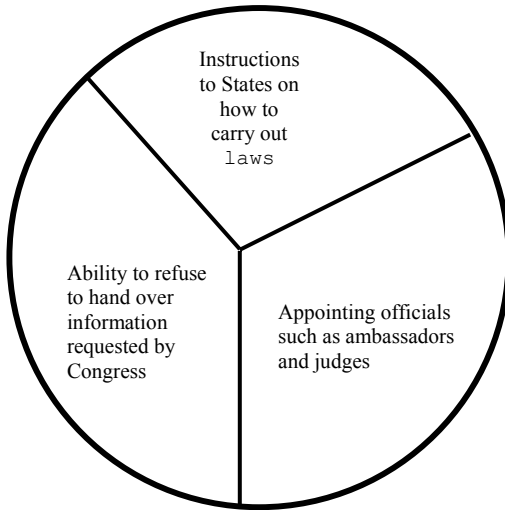 Instructions
to States on
how to
carry out
laws
Ability to refuse
to hand over
information
requested by
Congress
Appointing officials
such as ambassadors
and judges